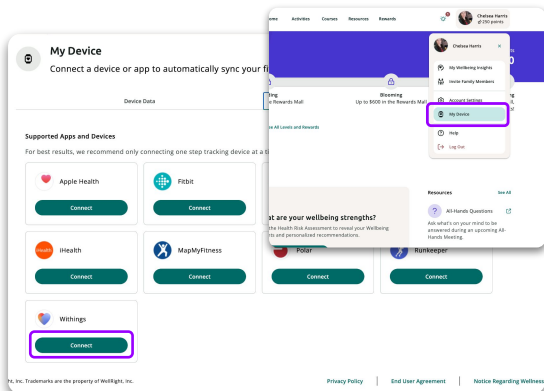 My Device
Connect a device or app to automatically sync your fi
Device Data
Supported Apps and Devices
For best results, we recommend only connecting one step tracking device at a ti
Apple Health
Connect
Fitbit
Connect
iHealth
Connect
MapMyFitness
Connect
Polar
Connect
Runkeeper
Connect
Withings
Connect
ht, Inc. Trademarks are the property of WellRight, Inc.
Privacy Policy
End User Agreement
Notice Regarding Wellness
ome
Activities
Courses
Resources
Rewards
Chelsea Harris
250 points
Chelsea Harris
My Wellbeing Insights
Invite Family Members
Account Settings
My Device
Help
Log Out
Blooming
Up to $600 in the Rewards Mall
e Rewards Mall
ee All Levels and Rewards
at are your wellbeing strengths?
the Health Risk Assessment to reveal your Wellbeing
ts and personalized recommendations.
Resources
See All
All-Hands Questions
Ask what's on your mind to be
answered during an upcoming All-
Hands Meeting.